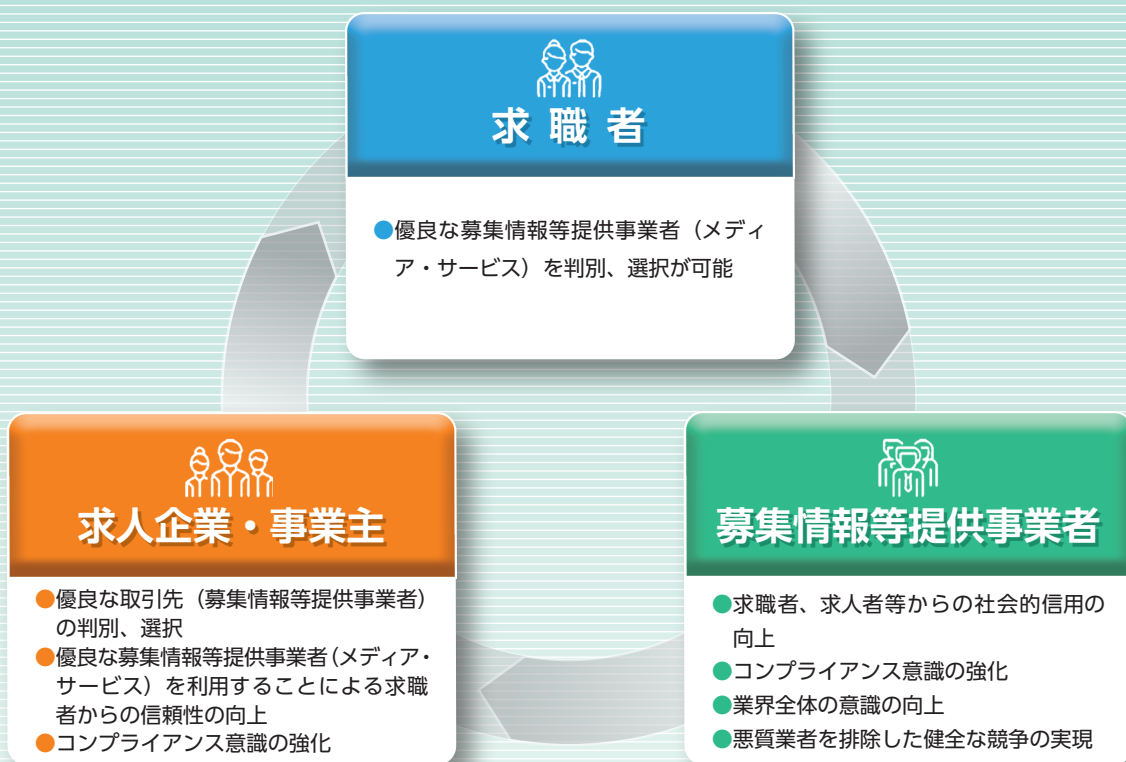 求職者
●優良な募集情報等提供事業者（メディ
ア・サービス）を判別、選択が可能
求人企業・事業主
●優良な取引先（募集情報等提供事業者）
の判別、選択
●優良な募集情報等提供事業者（メディア・
サービス）を利用することによる求職
者からの信頼性の向上
●コンプライアンス意識の強化
募集情報等提供事業者
●求職者、求人者等からの社会的信用の
向上
●コンプライアンス意識の強化
●業界全体の意識の向上
●悪質業者を排除した健全な競争の実現